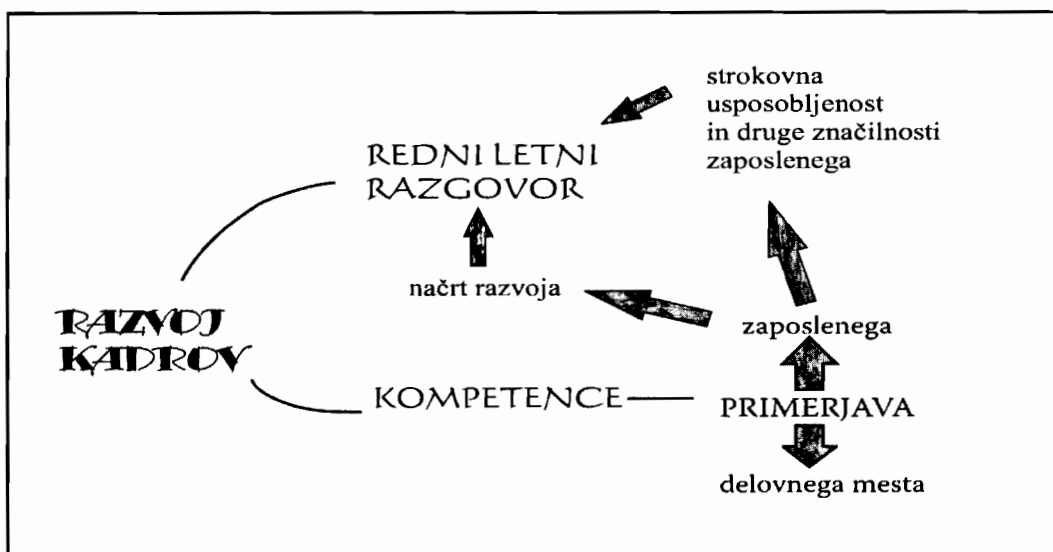 strokovna
usposobljenost
in druge značilnosti
zaposlenega
REDNI LETNI
RAZGOVOR
načrt razvoja
zaposlenega
RAZVOJ
KADROV
KOMPETENCE
PRIMERJAVA
delovnega mesta